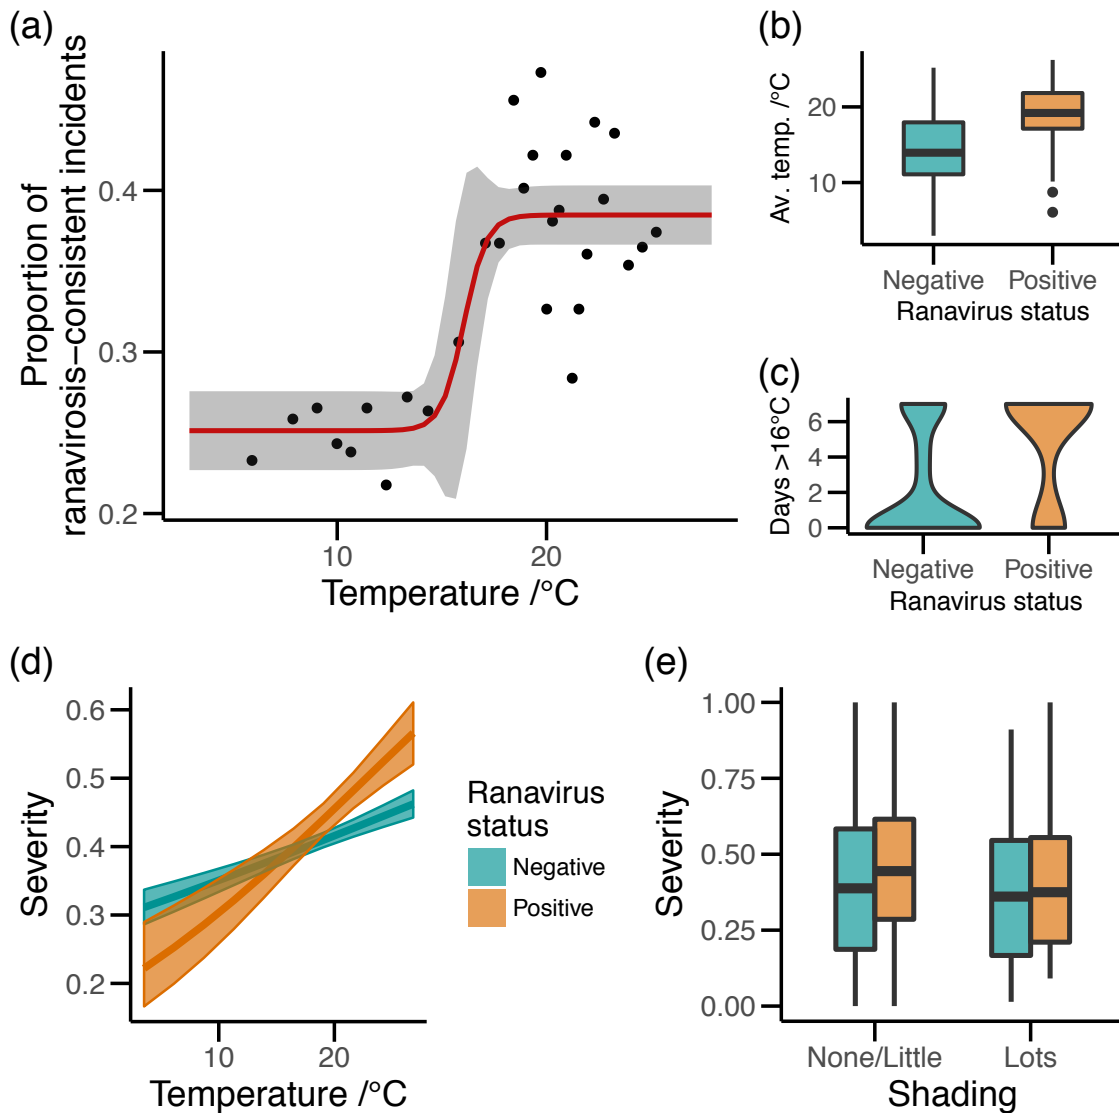 (a)
Proportion of
ranavirosis−consistent incidents
0.4
0.3
0.2
10
20
Temperature /°C
(b)
Av. temp. /°C
20
10
Negative
Positive
Ranavirus status
(c)
Days >16°C
6
4
2
0
Negative
Positive
Ranavirus status
(d)
Severity
0.6
0.5
0.4
0.3
0.2
10
20
Temperature /°C
Ranavirus
status
Negative
Positive
(e)
Severity
1.00
0.75
0.50
0.25
0.00
None/Little
Lots
Shading